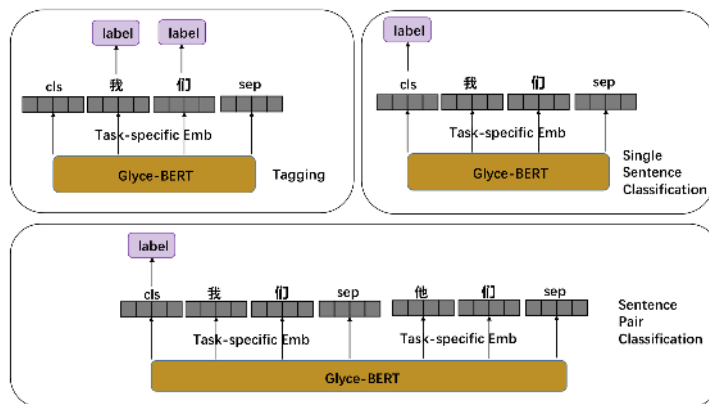 label label
cls 我 们 sep
Task-specific Emb
Glyce-BERT
Tagging
label
cls 我 们 sep
Task-specific Emb
Glyce-BERT
Single
Sentence
Classification
label
cls 我 们 sep 他 们 sep
Task-specific Emb Task-specific Emb
Glyce-BERT
Sentence
Pair
Classification